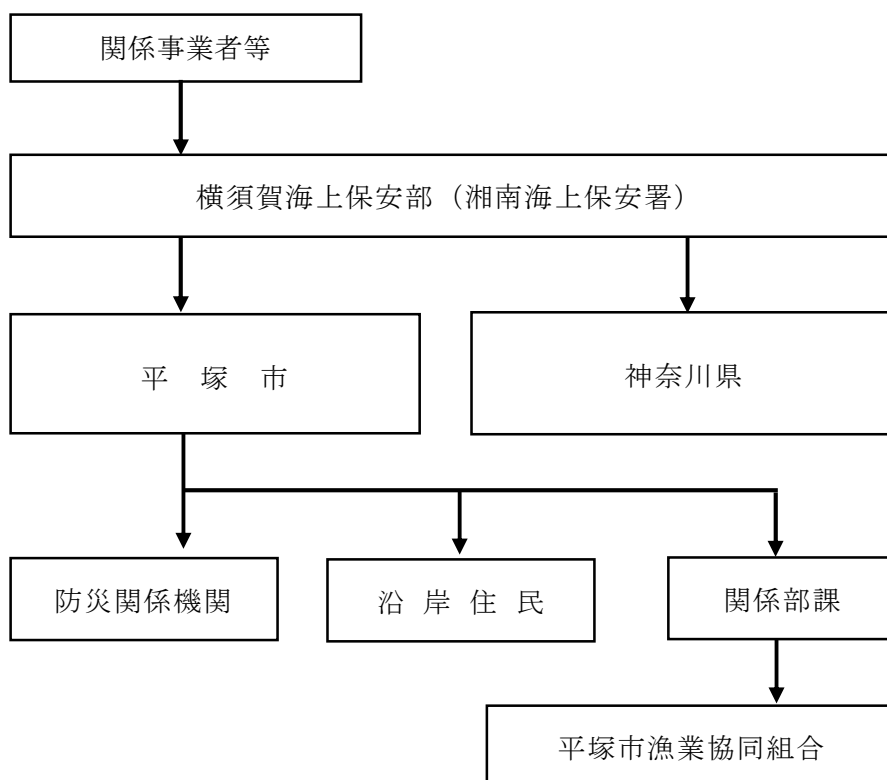 関係事業者等
横須賀海上保安部（湘南海上保安署）
平　塚　市
神奈川県
防災関係機関
沿 岸 住 民
関係部課
平塚市漁業協同組合